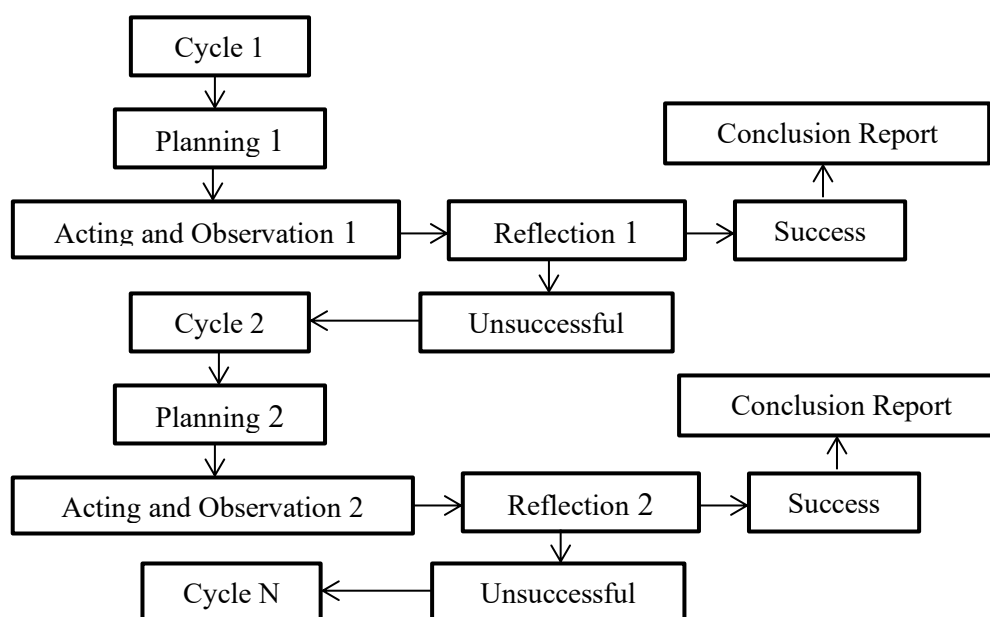 Cycle 1
Planning 1
Conclusion Report
Acting and Observation 1
Reflection 1
Success
Cycle 2
Unsuccessful
Planning 2
Conclusion Report
Acting and Observation 2
Reflection 2
Success
Cycle N
Unsuccessful